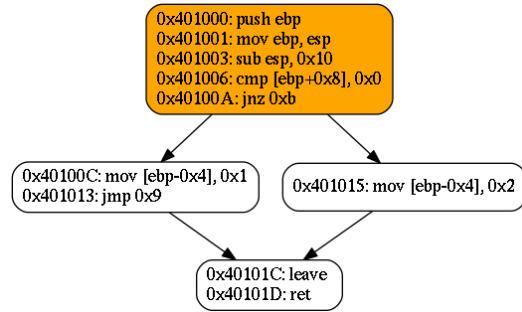 0x401000: push ebp
0x401001: mov ebp, esp
0x401003: sub esp, 0x10
0x401006: cmp [ebp+0x8], 0x0
0x40100A: jnz 0xb
0x40100C: mov [ebp-0x4], 0x1
0x401013: jmp 0x9
0x401015: mov [ebp-0x4], 0x2
0x40101C: leave
0x40101D: ret